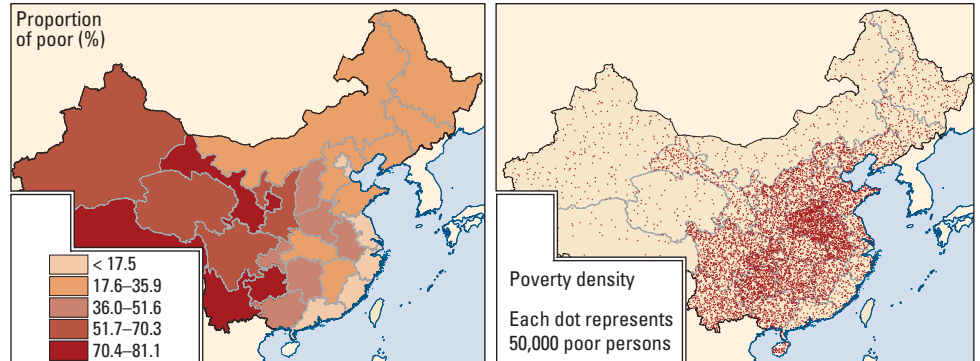 Proportion
of poor (%)
< 17.5
17.6–35.9
36.0–51.6
51.7–70.3
70.4–81.1
Poverty density
Each dot represents
50,000 poor persons